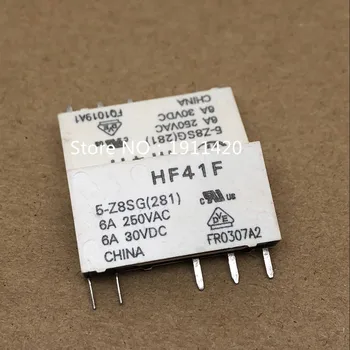 FQ1019A1
CHINA
6A 30VDC
6A 250VAC
5-Z8SG(281)
Store No: 1911420
HF41F
5-Z8SG(281)
6A 250VAC
6A 30VDC
CHINA
FR0307A2